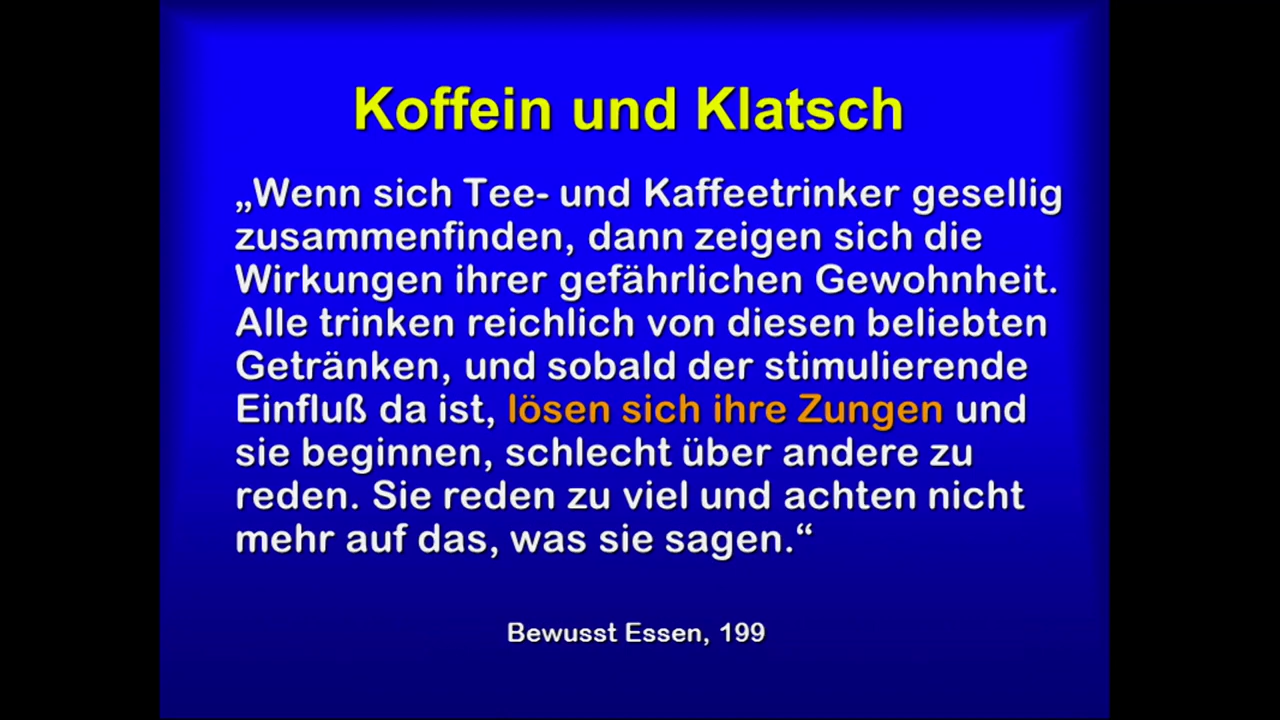 Koffein und Klatsch
„Wenn sich Tee- und Kaffeetrinker gesellig
zusammenfinden, dann zeigen sich die
Wirkungen ihrer gefährlichen Gewohnheit.
Alle trinken reichlich von diesen beliebten
Getränken, und sobald der stimulierende
Einfluß da ist, lösen sich ihre Zungen und
sie beginnen, schlecht über andere zu
reden. Sie reden zu viel und achten nicht
mehr auf das, was sie sagen.“
Bewusst Essen, 199